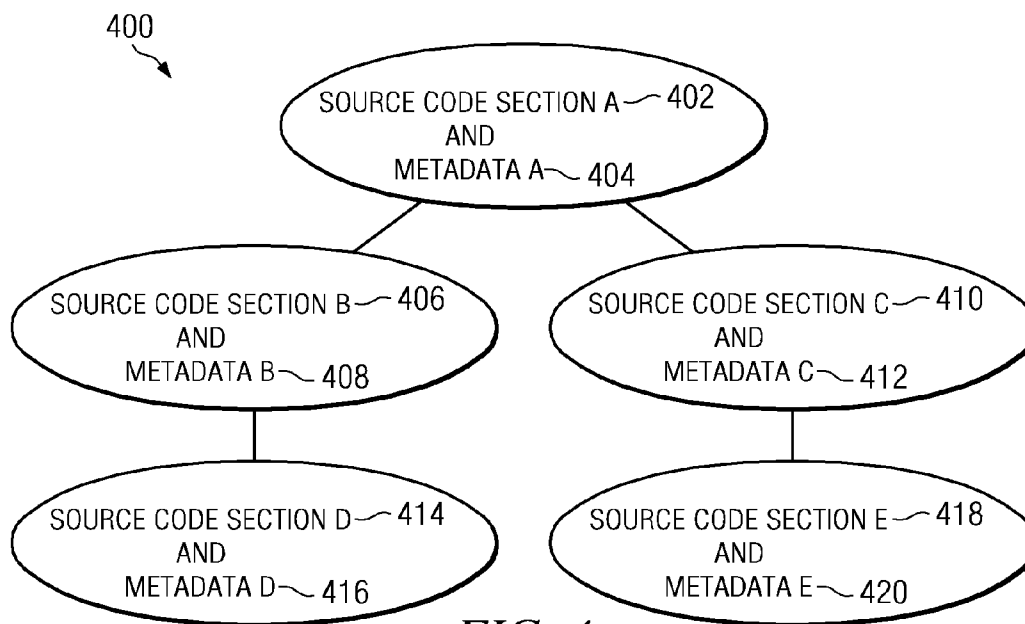 400
SOURCE CODE SECTION A 402
AND
METADATA A 404
SOURCE CODE SECTION B 406
AND
METADATA B 408
SOURCE CODE SECTION C 410
AND
METADATA C 412
SOURCE CODE SECTION D 414
AND
METADATA D 416
SOURCE CODE SECTION E 418
AND
METADATA E 420